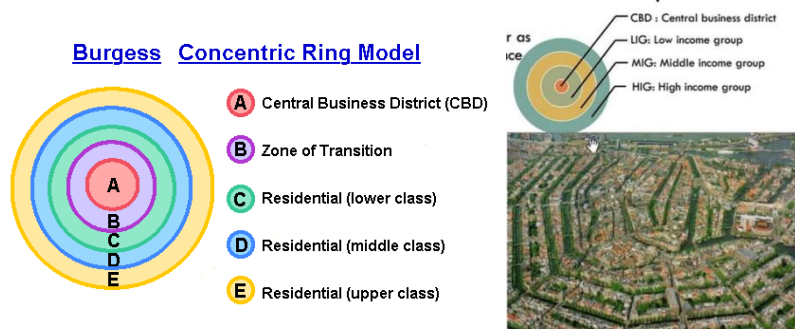 Burgess Concentric Ring Model
A Central Business District (CBD)
B Zone of Transition
C Residential (lower class)
D Residential (middle class)
E Residential (upper class)
A
B
C
D
E
CBD : Central business district
LIG: Low income group
MIG: Middle income group
HIG: High income group
as